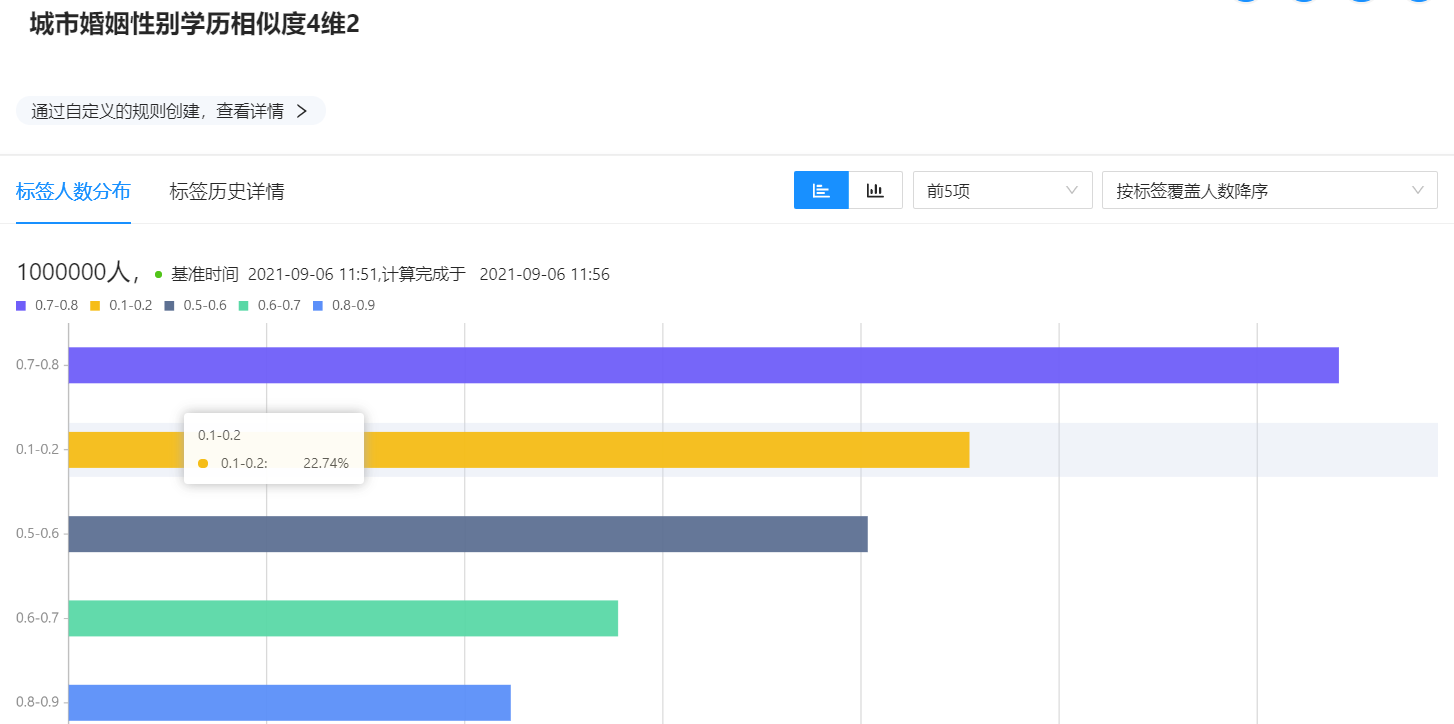 城市婚姻性别学历相似度4维2
通过自定义的规则创建，查看详情
标签人数分布 标签历史详情 前5项 按标签覆盖人数降序
1000000人， 基准时间 2021-09-06 11:51,计算完成于 2021-09-06 11:56
0.7-0.8 0.1-0.2 0.5-0.6 0.6-0.7 0.8-0.9
0.7-0.8
0.1-0.2
0.1-0.2
0.1-0.2: 22.74%
0.5-0.6
0.6-0.7
0.8-0.9